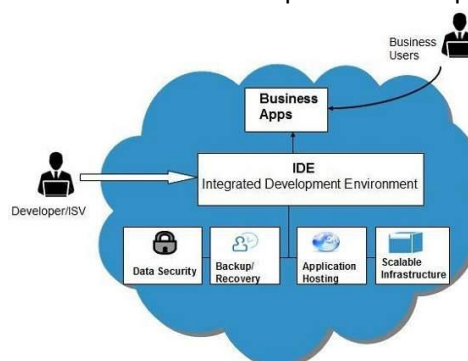 Business
Users
Business
Apps
IDE
Integrated Development Environment
Developer/ISV
Data Security
Backup/
Recovery
Application
Hosting
Scalable
Infrastructure